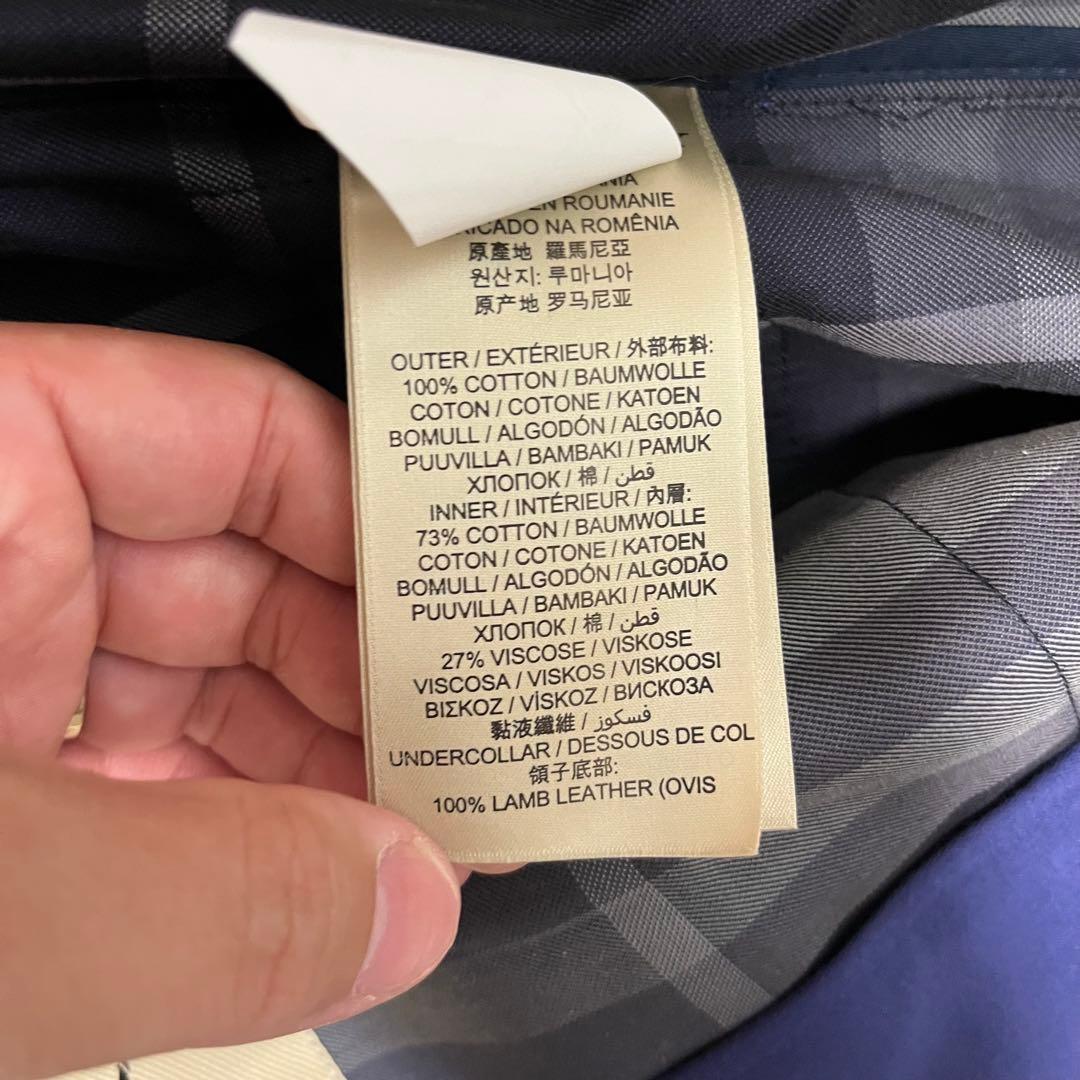 EN ROUMANIE
NA ROMÊNIA
原產地 羅馬尼亞
원산지: 루마니아
原产地 罗马尼亚
OUTER / EXTÉRIEUR / 外部布料:
100% COTTON / BAUMWOLLE
COTON / COTONE / KATOEN
BOMULL / ALGODÓN / ALGODÃO
PUUVILLA / BAMBAKI / PAMUK
ХЛОПОК / 棉 / قطن
INNER / INTÉRIEUR / 內層:
73% COTTON / BAUMWOLLE
COTON / COTONE / KATOEN
BOMULL / ALGODÓN / ALGODÃO
PUUVILLA / BAMBAKI / PAMUK
ХЛОПОК / 棉 / قطن
27% VISCOSE / VISKOSE
VISCOSA / VISKOS / VISKOOSI
ΒΙΣΚΟΖ / VİSKOZ / ВИСКОЗА
黏液纖維 / فسكوز
UNDERCOLLAR / DESSOUS DE COL
領子底部:
100% LAMB LEATHER (OVIS